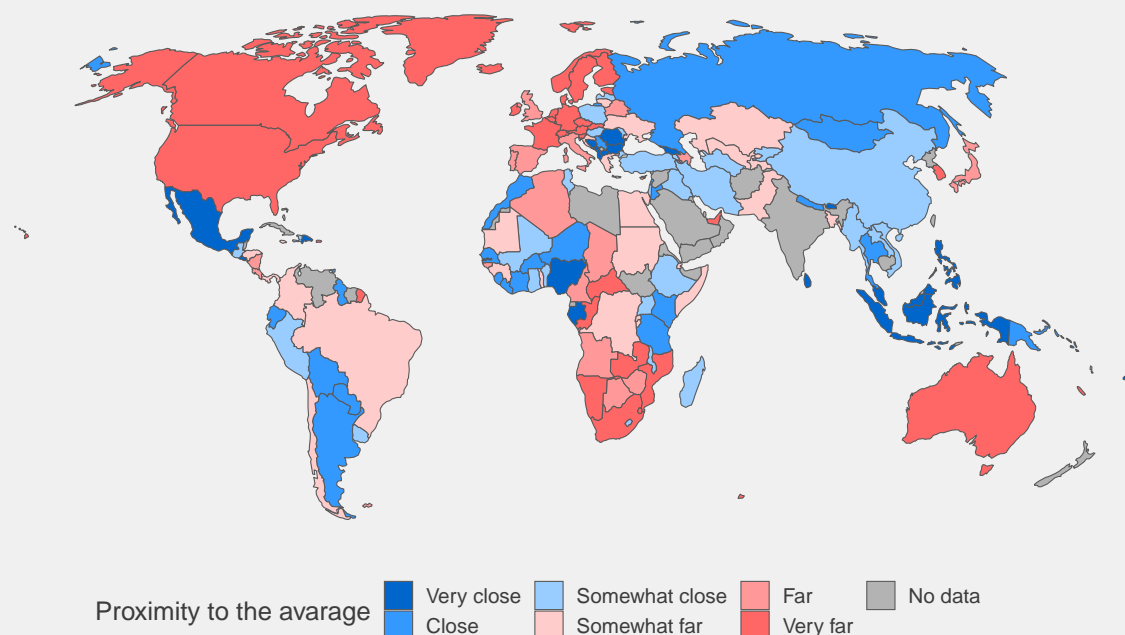 Proximity to the avarage
Very close
Close
Somewhat close
Somewhat far
Far
Very far
No data